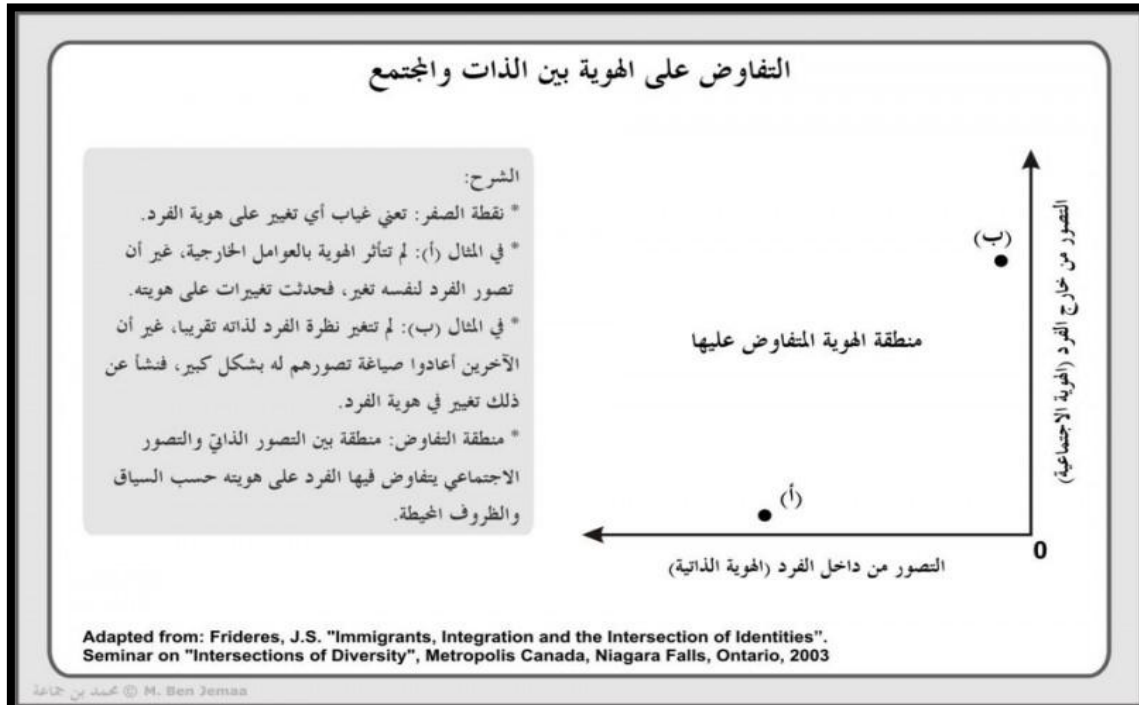 التفاوض على الهوية بين الذات والمجتمع
الشرح:
* نقطة الصفر: تعني غياب أي تغيير على هوية الفرد.
* في المثال (أ): لم تتأثر الهوية بالعوامل الخارجية، غير أن
تصور الفرد لنفسه تغير، فحدثت تغييرات على هويته.
* في المثال (ب): لم تتغير نظرة الفرد لذاته تقريبا، غير أن
الآخرين أعادوا صياغة تصورهم له بشكل كبير، فنشأ عن
ذلك تغيير في هوية الفرد.
* منطقة التفاوض: منطقة بين التصور الذاتي والتصور
الاجتماعي يتفاوض فيها الفرد على هويته حسب السياق
والظروف المحيطة.
التصور من خارج الفرد (الهوية الاجتماعية)
(ب)
منطقة الهوية المتفاوض عليها
(أ)
0
التصور من داخل الفرد (الهوية الذاتية)
Adapted from: Frideres, J.S. "Immigrants, Integration and the Intersection of Identities".
Seminar on "Intersections of Diversity", Metropolis Canada, Niagara Falls, Ontario, 2003
محمد بن جماعة © M. Ben Jemaa